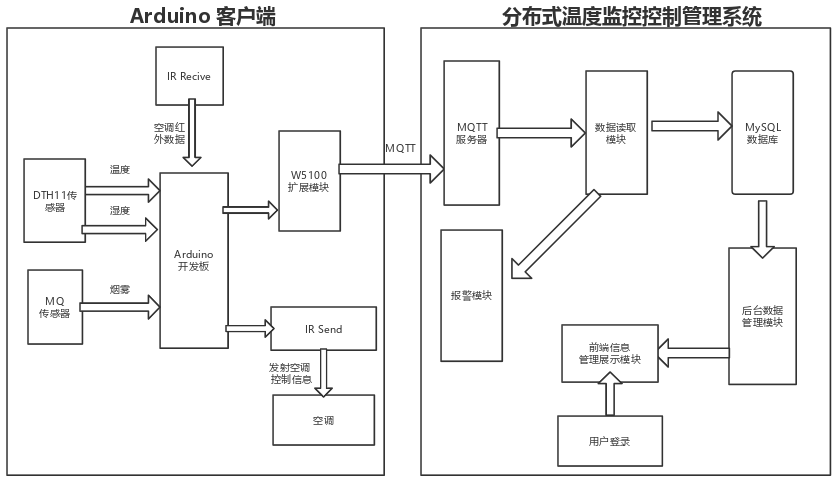 Arduino 客户端
IR Recive
空调红
外数据
温度
DTH11传
感器
湿度
烟雾
MQ
传感器
Arduino
开发板
W5100
扩展模块
IR Send
发射空调
控制信息
空调
MQTT
分布式温度监控控制管理系统
MQTT
服务器
数据读取
模块
MySQL
数据库
报警模块
后台数据
管理模块
前端信息
管理展示模块
用户登录